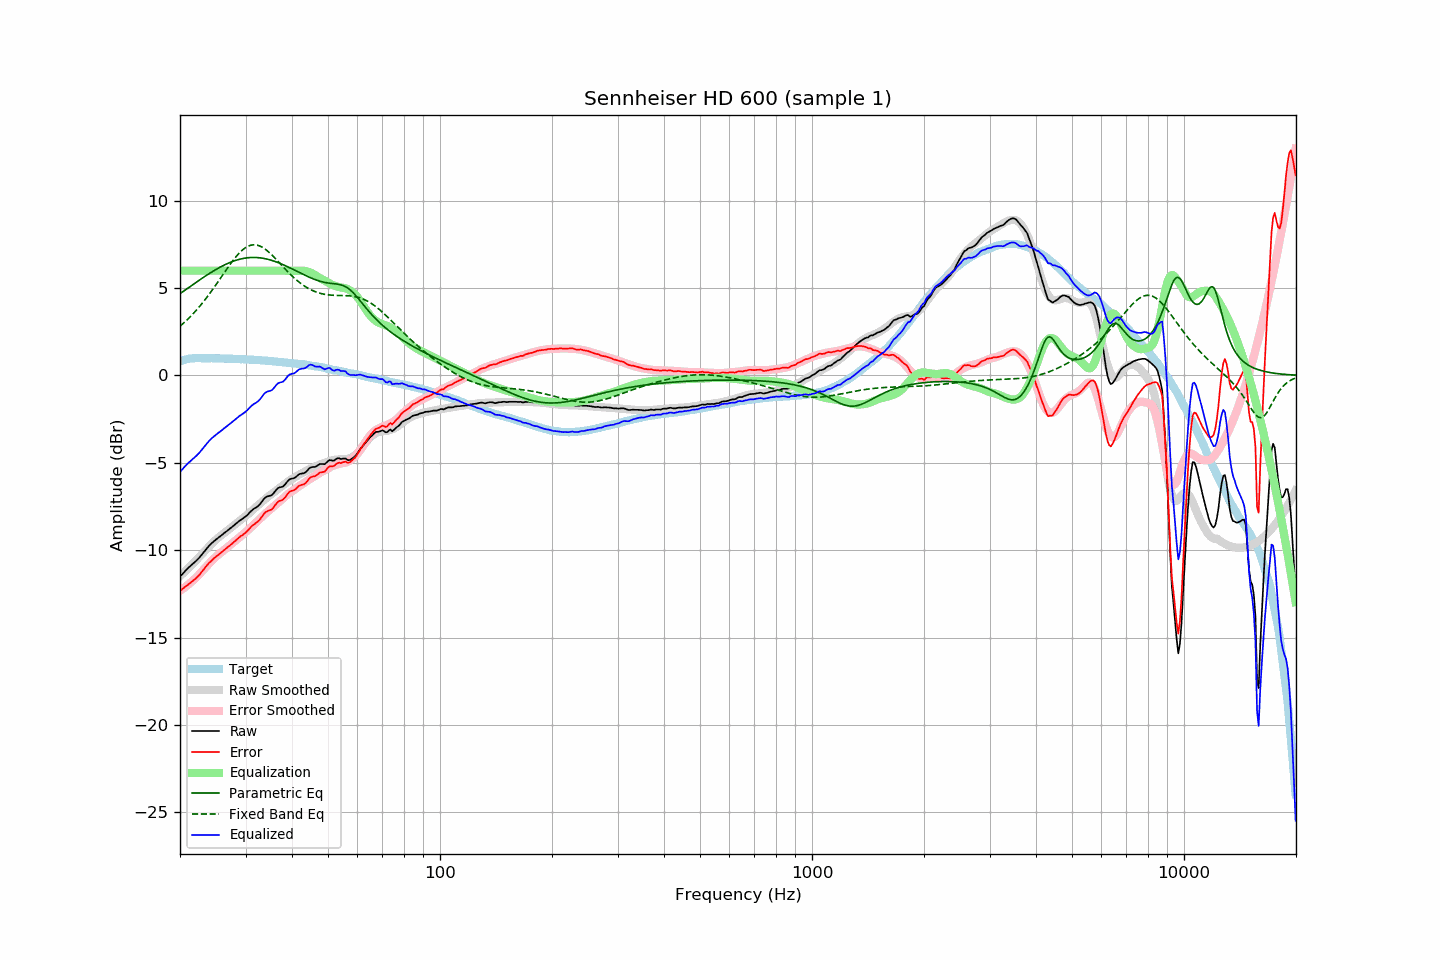 Sennheiser HD 600 (sample 1)
10
5
0
−5
−10
−15
−20
−25
Amplitude (dBr)
Target
Raw Smoothed
Error Smoothed
Raw
Error
Equalization
Parametric Eq
Fixed Band Eq
Equalized
100
1000
10000
Frequency (Hz)